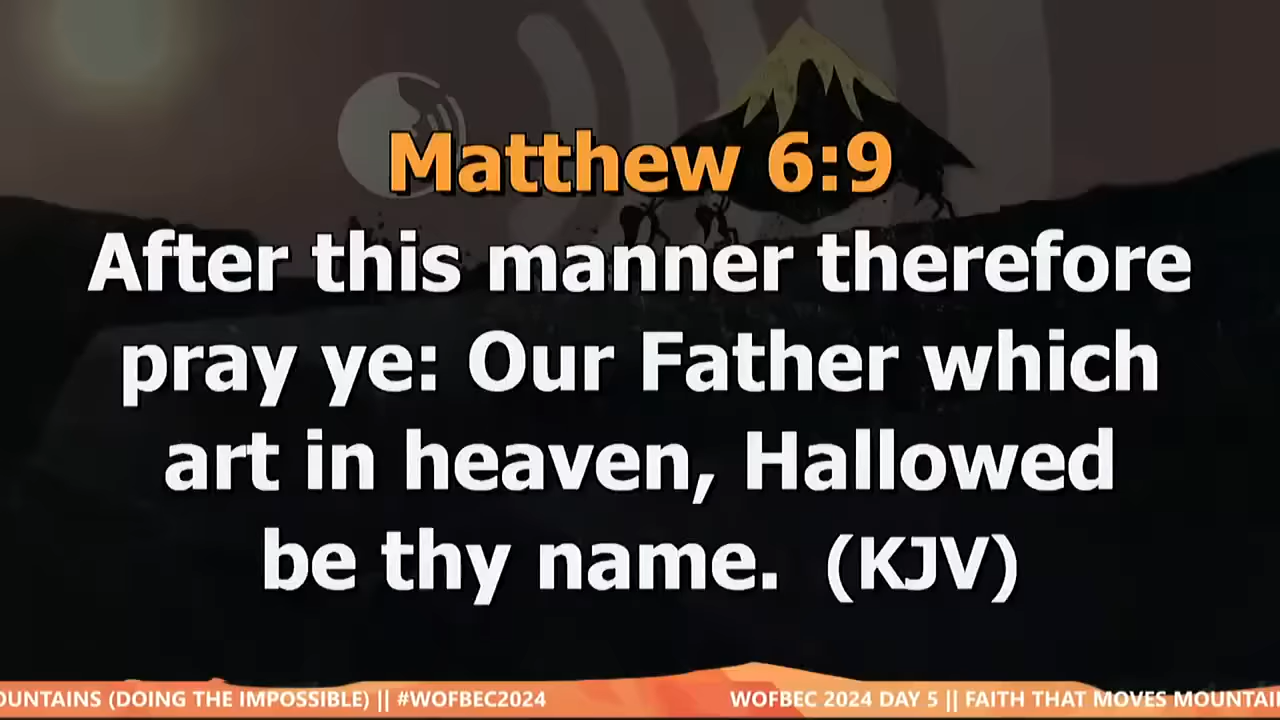 Matthew 6:9
After this manner therefore
pray ye: Our Father which
art in heaven, Hallowed
be thy name. (KJV)
OUNTAINS (DOING THE IMPOSSIBLE) || #WOFBEC2024 WOFBEC 2024 DAY 5 || FAITH THAT MOVES MOUNTAI